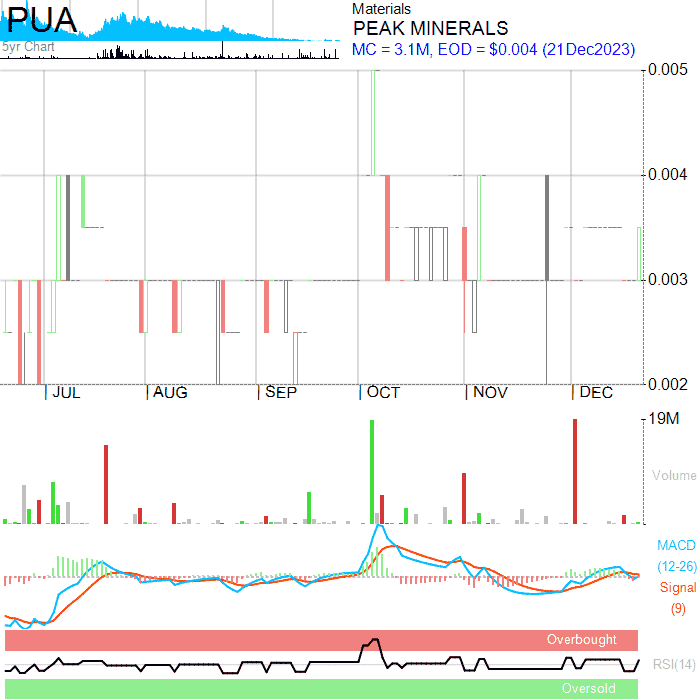 PUA
5yr Chart
Materials
PEAK MINERALS
MC = 3.1M, EOD = $0.004 (21Dec2023)
0.005
0.004
0.003
0.002
JUL AUG SEP OCT NOV DEC
19M
Volume
MACD
(12-26)
Signal
(9)
Overbought
RSI(14)
Oversold